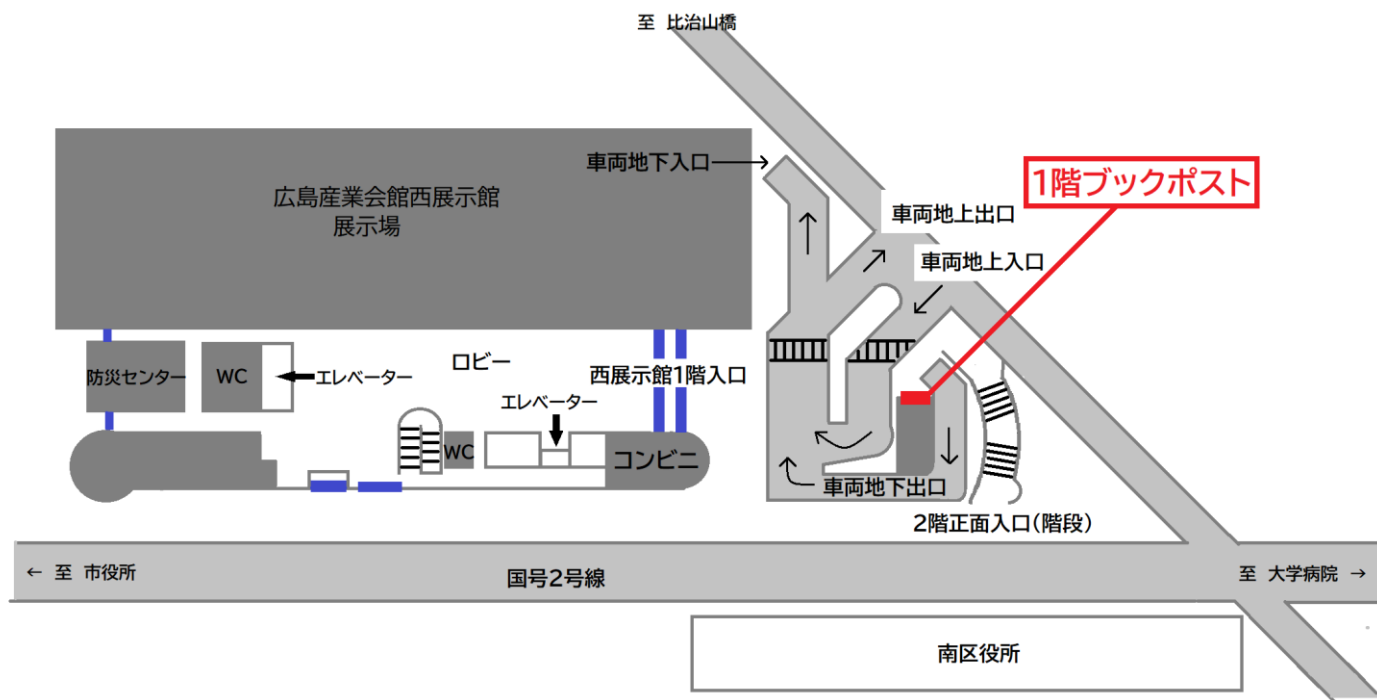 至 比治山橋
車両地下入口
1階ブックポスト
広島産業会館西展示館
展示場
車両地上出口
車両地上入口
ロビー
防災センター
WC
エレベーター
西展示館1階入口
エレベーター
WC
コンビニ
車両地下出口
2階正面入口(階段)
← 至 市役所
国号2号線
至 大学病院 →
南区役所